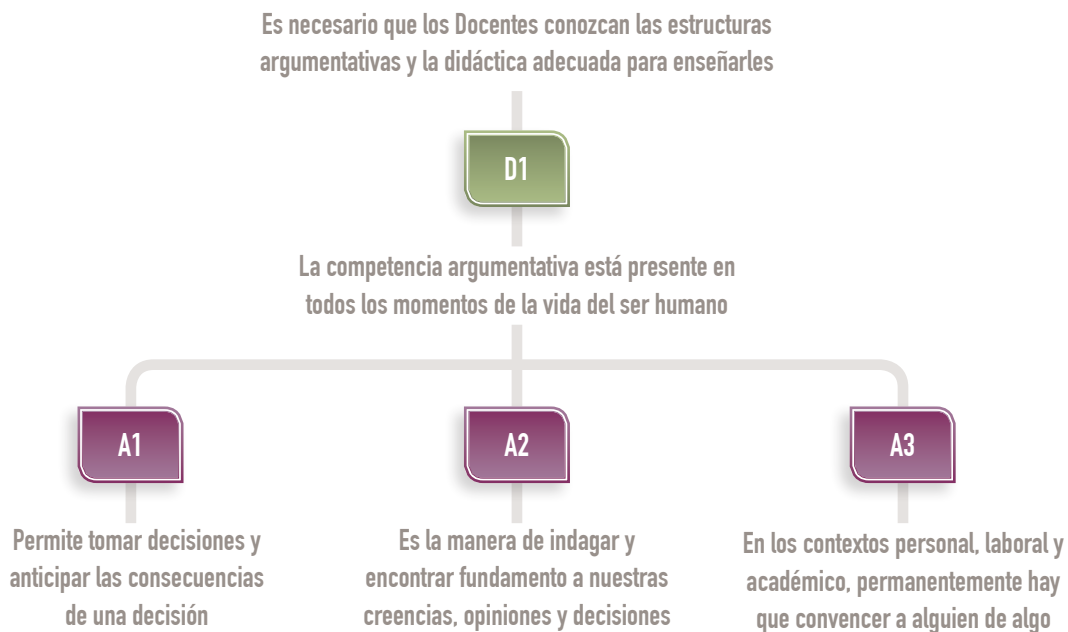 Es necesario que los Docentes conozcan las estructuras
argumentativas y la didáctica adecuada para enseñarles
D1
La competencia argumentativa está presente en
todos los momentos de la vida del ser humano
A1
A2
A3
Permite tomar decisiones y
anticipar las consecuencias
de una decisión
Es la manera de indagar y
encontrar fundamento a nuestras
creencias, opiniones y decisiones
En los contextos personal, laboral y
académico, permanentemente hay
que convencer a alguien de algo